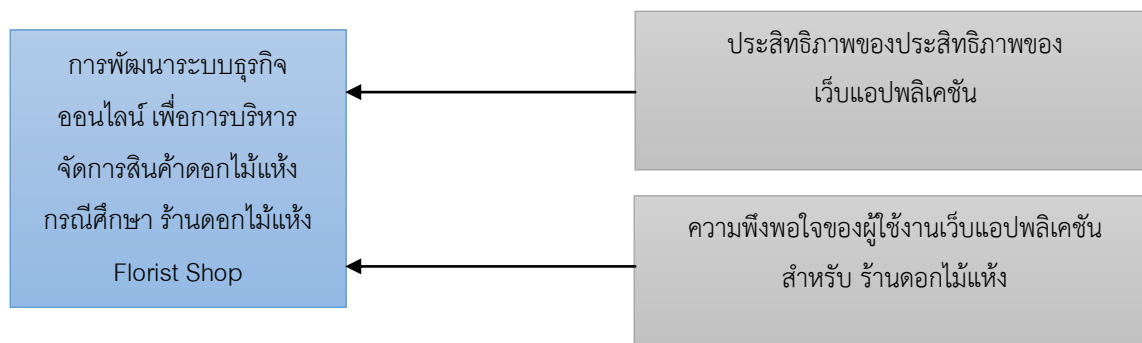 การพัฒนาระบบธุรกิจ
ออนไลน์ เพื่อการบริหาร
จัดการสินค้าดอกไม้แห้ง
กรณีศึกษา ร้านดอกไม้แห้ง
Florist Shop
ประสิทธิภาพของประสิทธิภาพของ
เว็บแอปพลิเคชัน
ความพึงพอใจของผู้ใช้งานเว็บแอปพลิเคชัน
สำหรับ ร้านดอกไม้แห้ง